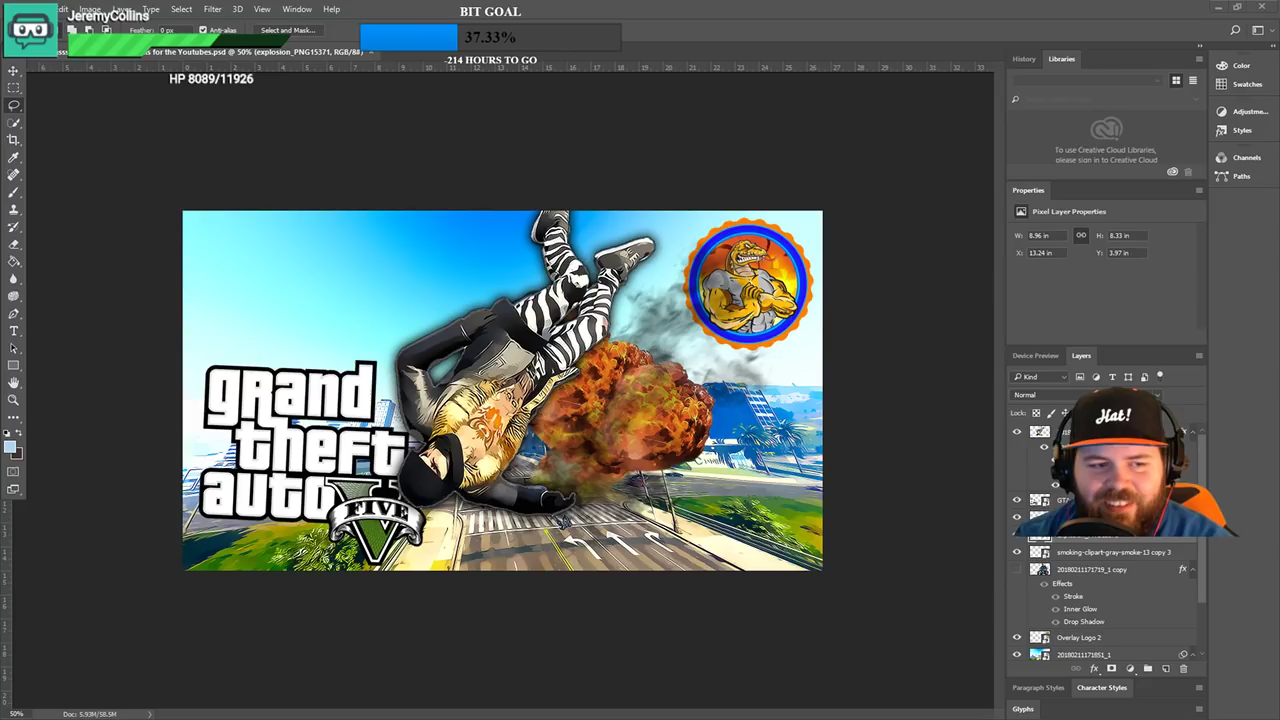 JeremyCollins
BIT GOAL
Image
Type
Select
Filter
3D
View
Window
Help
Feather: 0 px
Anti-alias
Select and Mask...
37.33%
s for the Youtubes.psd @ 50% (explosion_PNG15371, RGB/8#)
-214 HOURS TO GO
HP 8089/11926
History
Libraries
To use Creative Cloud Libraries,
please sign in to Creative Cloud
Color
Swatches
Adjustme...
Styles
Channels
Paths
Properties
Pixel Layer Properties
W: 8.96 in
H: 8.33 in
X: 13.24 in
Y: 3.97 in
grand
theft
auto
V
FIVE
Device Preview
Layers
Kind
Normal
Lock:
Hat!
GTA
smoking-clipart-gray-smoke-13 copy 3
20180211171719_1 copy
fx
Effects
Stroke
Inner Glow
Drop Shadow
Overlay Logo 2
20180211171851_1
Paragraph Styles
Character Styles
Glyphs
50%
Doc: 5.93M/58.5M